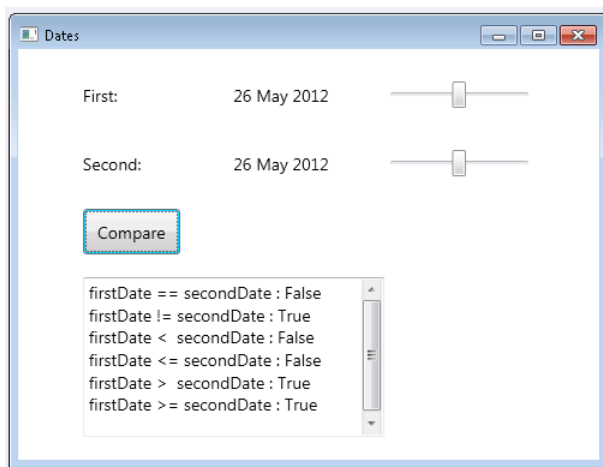 Dates
First: 26 May 2012
Second: 26 May 2012
Compare
firstDate == secondDate : False
firstDate != secondDate : True
firstDate <  secondDate : False
firstDate <= secondDate : False
firstDate >  secondDate : True
firstDate >= secondDate : True